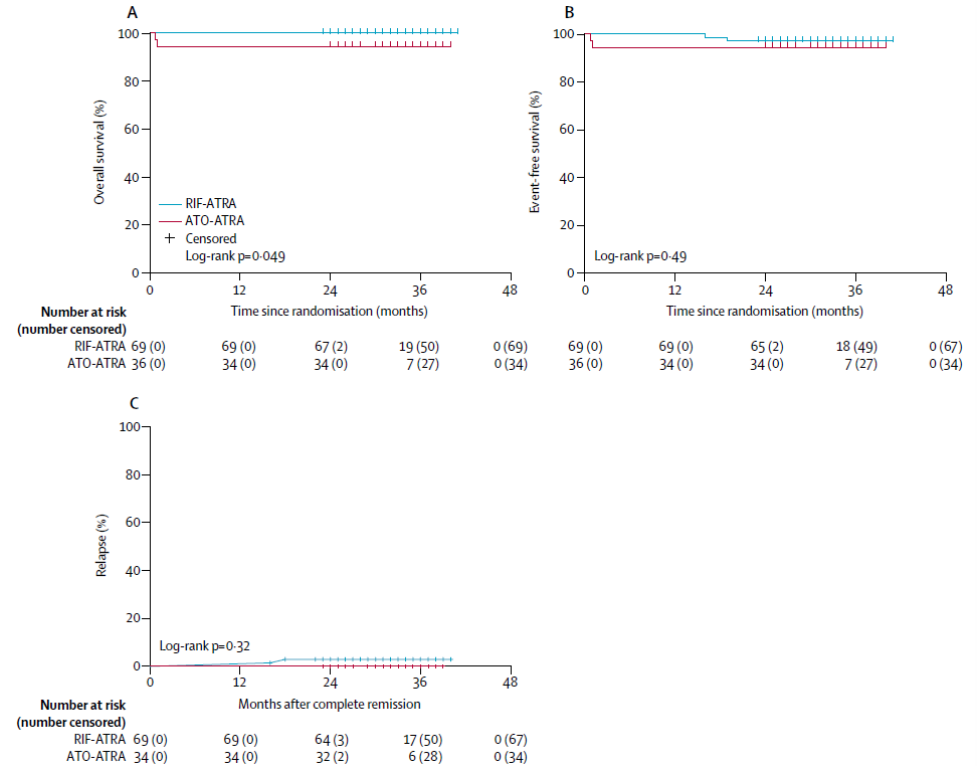 A
100
80
60
40
20
0
Overall survival (%)
RIF-ATRA
ATO-ATRA
Censored
Log-rank p=0·049
0 12 24 36 48
Time since randomisation (months)
Number at risk
(number censored)
RIF-ATRA 69 (0) 69 (0) 67 (2) 19 (50) 0 (69)
ATO-ATRA 36 (0) 34 (0) 34 (0) 7 (27) 0 (34)
B
100
80
60
40
20
0
Event-free survival (%)
Log-rank p=0·49
0 12 24 36 48
Time since randomisation (months)
69 (0) 69 (0) 65 (2) 18 (49) 0 (67)
36 (0) 34 (0) 34 (0) 7 (27) 0 (34)
C
100
80
60
40
20
0
Relapse (%)
Log-rank p=0·32
0 12 24 36 48
Months after complete remission
Number at risk
(number censored)
RIF-ATRA 69 (0) 69 (0) 64 (3) 17 (50) 0 (67)
ATO-ATRA 34 (0) 34 (0) 32 (2) 6 (28) 0 (34)